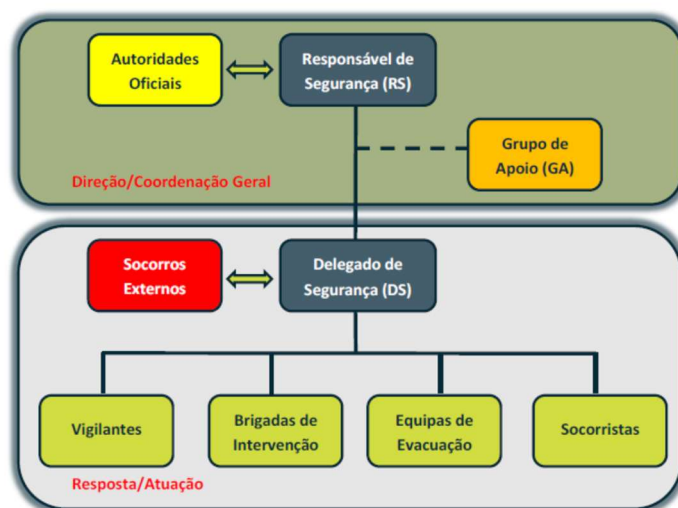 Autoridades
Oficiais
Responsável de
Segurança (RS)
Grupo de
Apoio (GA)
Direção/Coordenação Geral
Socorros
Externos
Delegado de
Segurança (DS)
Vigilantes
Brigadas de
Intervenção
Equipas de
Evacuação
Socorristas
Resposta/Atuação